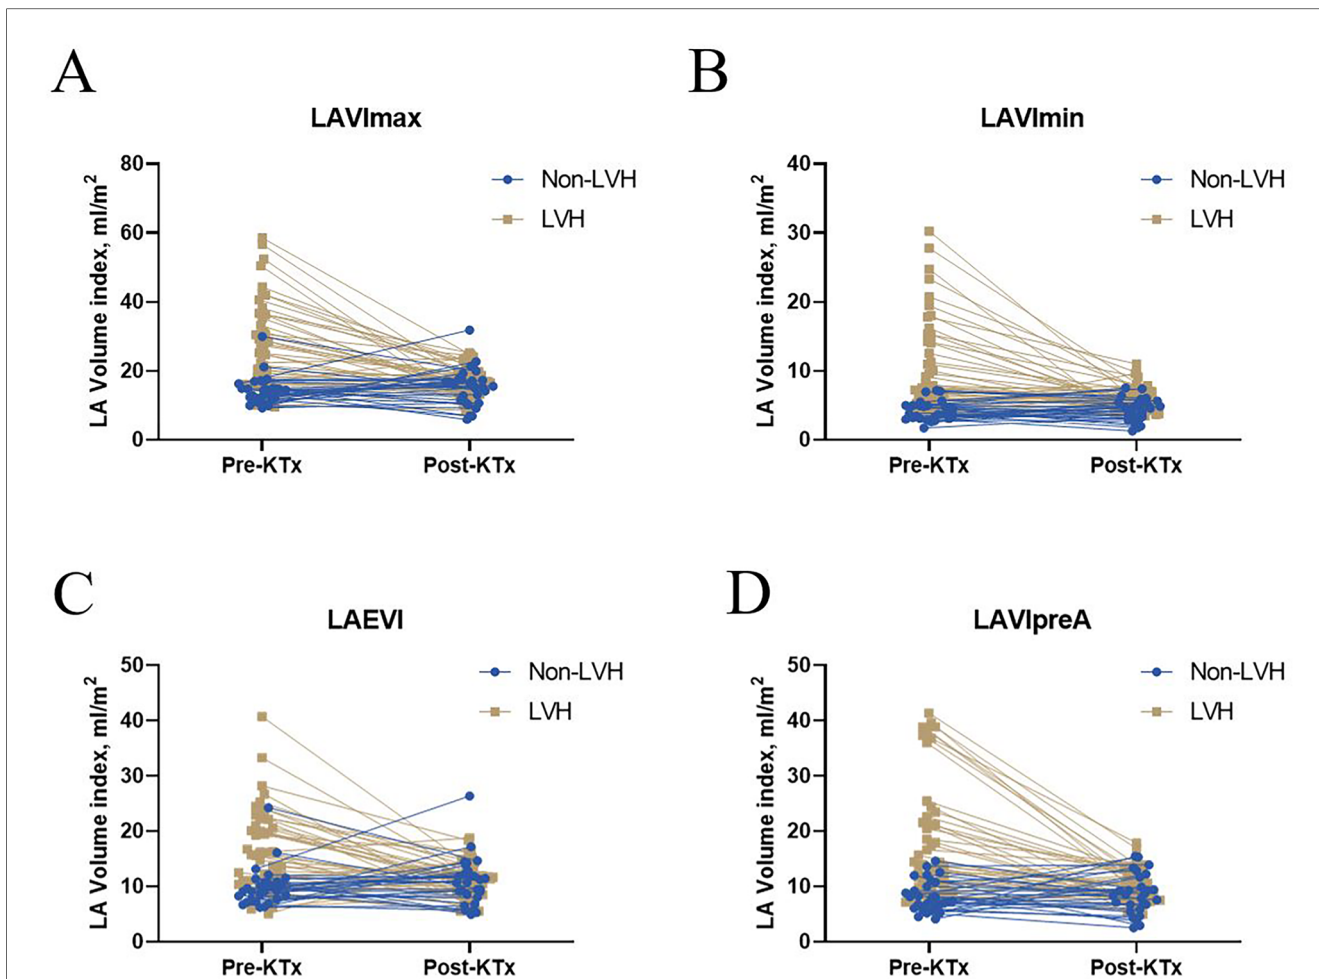 A
LAVImax
LA Volume index, ml/m²
80
60
40
20
0
Non-LVH
LVH
Pre-KTx
Post-KTx
B
LAVImin
LA Volume index, ml/m²
40
30
20
10
0
Non-LVH
LVH
Pre-KTx
Post-KTx
C
LAEVI
LA Volume index, ml/m²
50
40
30
20
10
0
Non-LVH
LVH
Pre-KTx
Post-KTx
D
LAVIpreA
LA Volume index, ml/m²
50
40
30
20
10
0
Non-LVH
LVH
Pre-KTx
Post-KTx